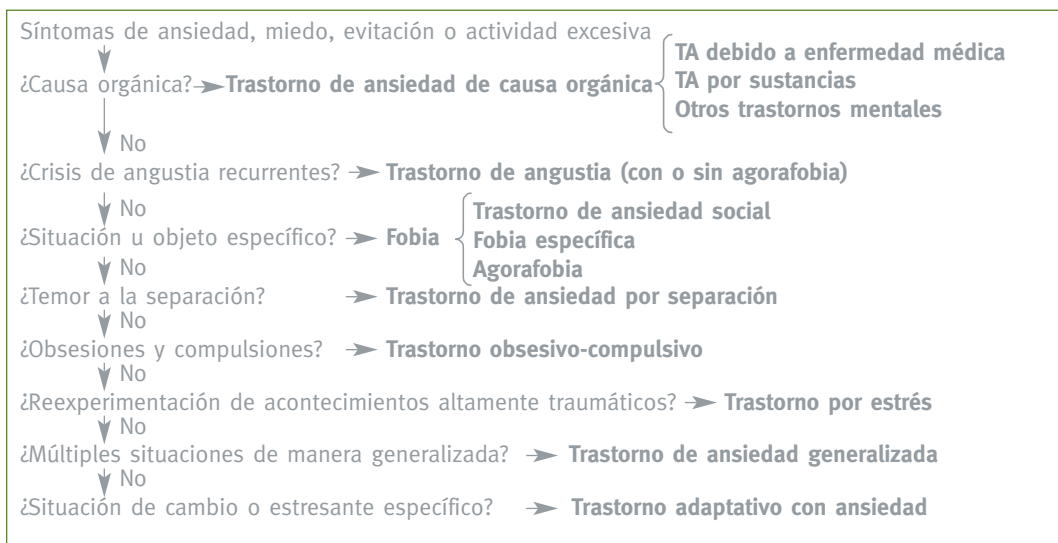 Síntomas de ansiedad, miedo, evitación o actividad excesiva
¿Causa orgánica? Trastorno de ansiedad de causa orgánica
TA debido a enfermedad médica
TA por sustancias
Otros trastornos mentales
No
¿Crisis de angustia recurrentes? Trastorno de angustia (con o sin agorafobia)
No
¿Situación u objeto específico? Fobia
Trastorno de ansiedad social
Fobia específica
Agorafobia
No
¿Temor a la separación? Trastorno de ansiedad por separación
No
¿Obsesiones y compulsiones? Trastorno obsesivo-compulsivo
No
¿Reexperimentación de acontecimientos altamente traumáticos? Trastorno por estrés
No
¿Múltiples situaciones de manera generalizada? Trastorno de ansiedad generalizada
No
¿Situación de cambio o estresante específico? Trastorno adaptativo con ansiedad